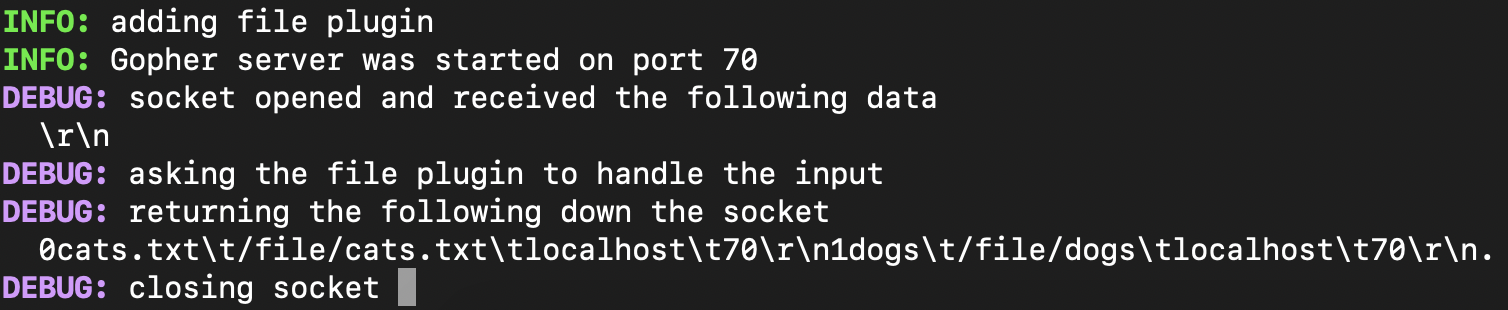 INFO: adding file plugin
INFO: Gopher server was started on port 70
DEBUG: socket opened and received the following data
\r\n
DEBUG: asking the file plugin to handle the input
DEBUG: returning the following down the socket
0cats.txt\t/file/cats.txt\tlocalhost\t70\r\n1dogs\t/file/dogs\tlocalhost\t70\r\n.
DEBUG: closing socket